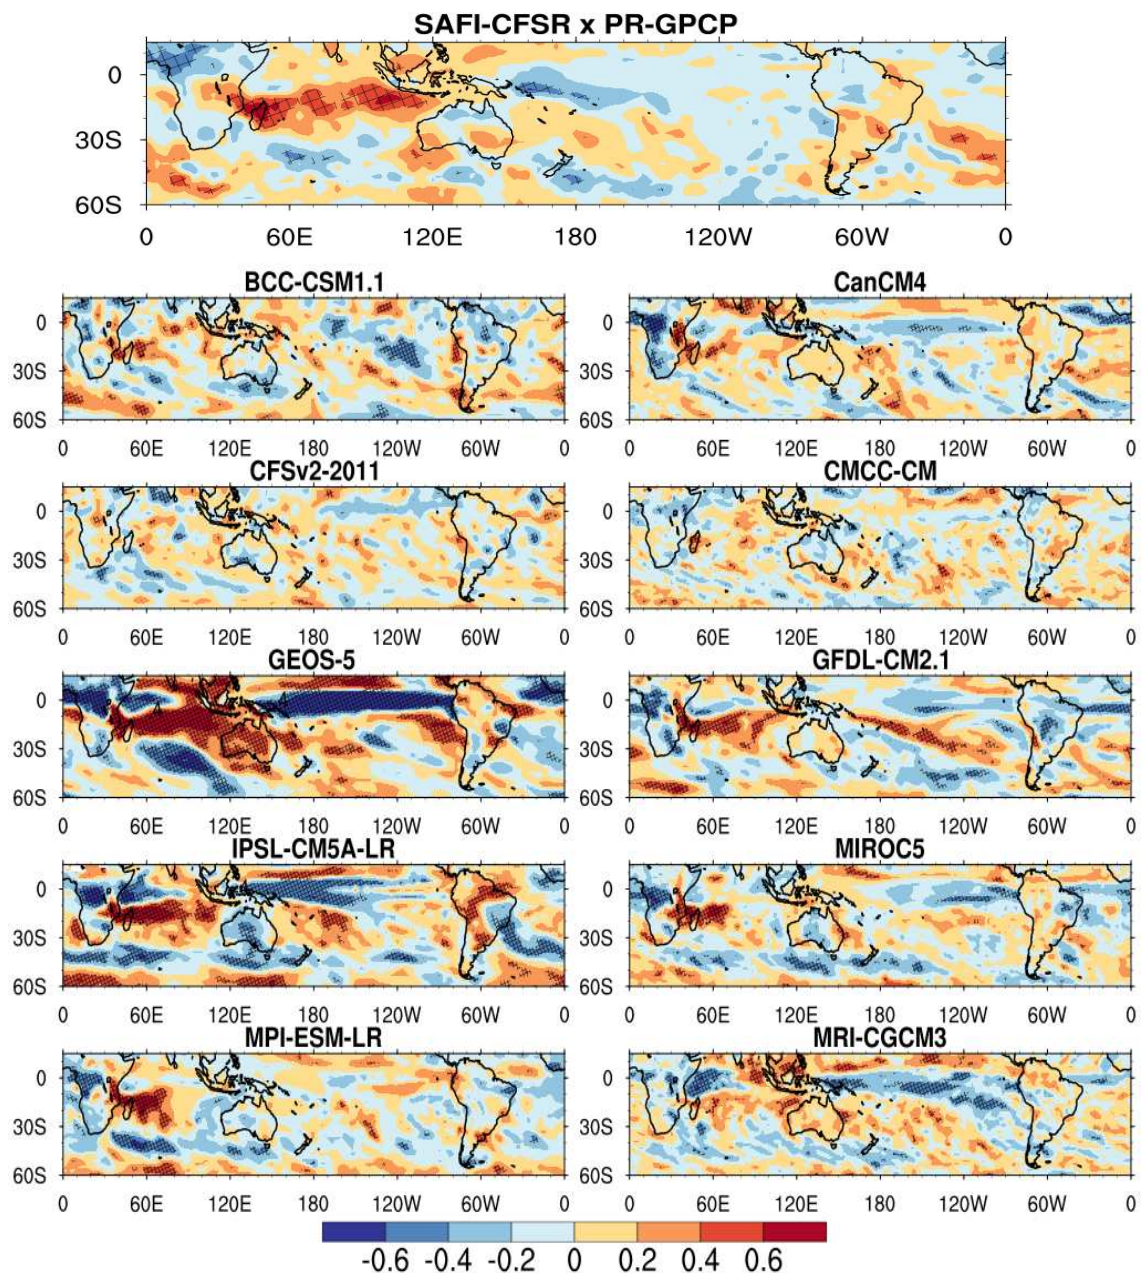 SAFI-CFSR x PR-GPCP
0
30S
60S
0 60E 120E 180 120W 60W 0
BCC-CSM1.1 CanCM4
0 0
30S 30S
60S 60S
0 60E 120E 180 120W 60W 0 0 60E 120E 180 120W 60W 0
CFSv2-2011 CMCC-CM
0 0
30S 30S
60S 60S
0 60E 120E 180 120W 60W 0 0 60E 120E 180 120W 60W 0
GEOS-5 GFDL-CM2.1
0 0
30S 30S
60S 60S
0 60E 120E 180 120W 60W 0 0 60E 120E 180 120W 60W 0
IPSL-CM5A-LR MIROC5
0 0
30S 30S
60S 60S
0 60E 120E 180 120W 60W 0 0 60E 120E 180 120W 60W 0
MPI-ESM-LR MRI-CGCM3
0 0
30S 30S
60S 60S
0 60E 120E 180 120W 60W 0 0 60E 120E 180 120W 60W 0
-0.6 -0.4 -0.2 0 0.2 0.4 0.6